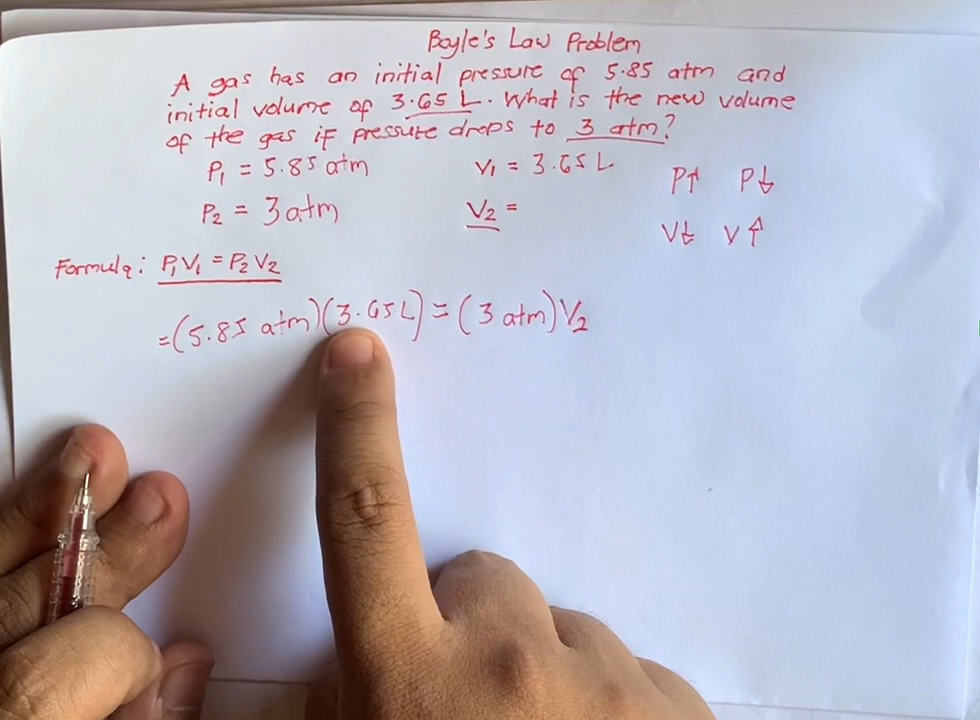 Boyle's Law Problem
A gas has an initial pressure of 5.85 atm and
initial volume of 3.65 L. What is the new volume
of the gas if pressure drops to 3 atm?
P₁ = 5.85 atm V₁ = 3.65 L P↑ P↓
P₂ = 3 atm V₂ = V↓ V↑
Formula: P₁V₁ = P₂V₂
=(5.85 atm)(3.65L) = (3 atm)V₂